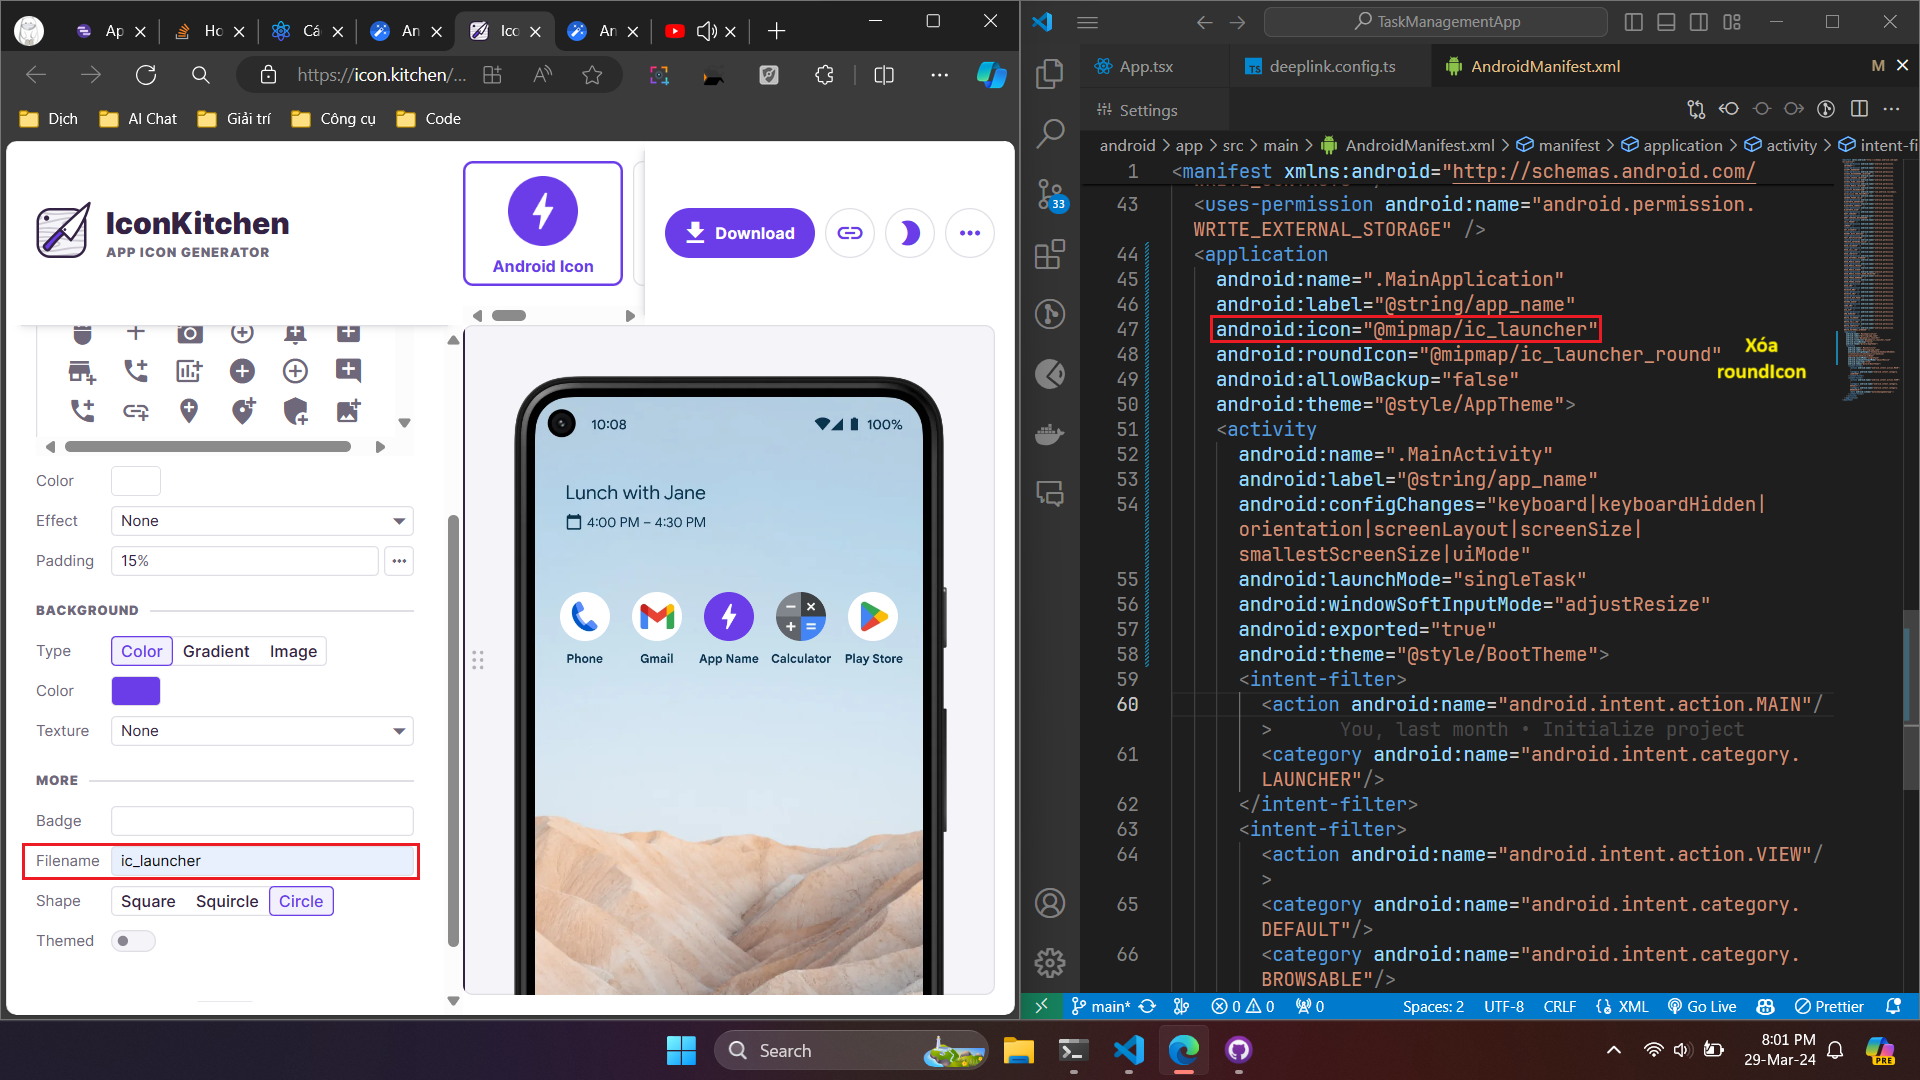 Ap
Ho
Cá
An
Ico
An
https://icon.kitchen/...
Dịch
AI Chat
Giải trí
Công cụ
Code
IconKitchen
APP ICON GENERATOR
Android Icon
Download
Color
Effect
None
Padding
15%
BACKGROUND
Type
Color
Gradient
Image
Color
Texture
None
MORE
Badge
Filename
ic_launcher
Shape
Square
Squircle
Circle
Themed
10:08
100%
Lunch with Jane
4:00 PM – 4:30 PM
Phone
Gmail
App Name
Calculator
Play Store
TaskManagementApp
App.tsx
TS deeplink.config.ts
AndroidManifest.xml
M
Settings
android > app > src > main > AndroidManifest.xml > manifest > application > activity > intent-fi
33
1 <manifest xmlns:android="http://schemas.android.com/
43 <uses-permission android:name="android.permission.
WRITE_EXTERNAL_STORAGE" />
44 <application
45 android:name=".MainApplication"
46 android:label="@string/app_name"
47 android:icon="@mipmap/ic_launcher"
48 android:roundIcon="@mipmap/ic_launcher_round"
Xóa
roundIcon
49 android:allowBackup="false"
50 android:theme="@style/AppTheme">
51 <activity
52 android:name=".MainActivity"
53 android:label="@string/app_name"
54 android:configChanges="keyboard|keyboardHidden|
orientation|screenLayout|screenSize|
smallestScreenSize|uiMode"
55 android:launchMode="singleTask"
56 android:windowSoftInputMode="adjustResize"
57 android:exported="true"
58 android:theme="@style/BootTheme">
59 <intent-filter>
60 <action android:name="android.intent.action.MAIN"/
> You, last month • Initialize project
61 <category android:name="android.intent.category.
LAUNCHER"/>
62 </intent-filter>
63 <intent-filter>
64 <action android:name="android.intent.action.VIEW"/
>
65 <category android:name="android.intent.category.
DEFAULT"/>
66 <category android:name="android.intent.category.
BROWSABLE"/>
main*
0
0
0
Spaces: 2
UTF-8
CRLF
XML
Go Live
Prettier
Search
8:01 PM
29-Mar-24
PRE